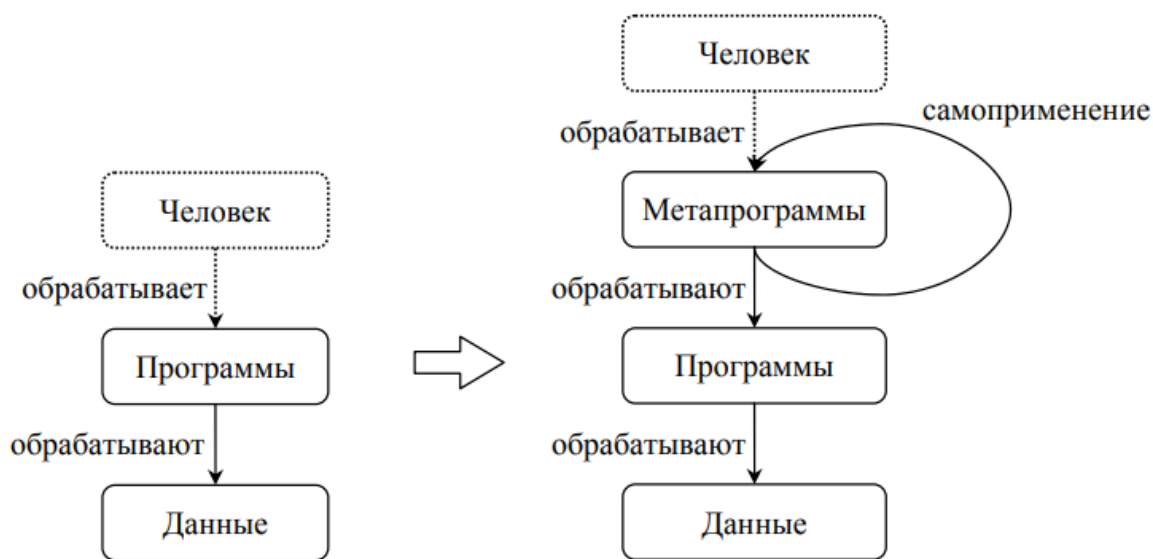 Человек
обрабатывает
Программы
обрабатывают
Данные
Человек
обрабатывает
самоприменение
Метапрограммы
обрабатывают
Программы
обрабатывают
Данные